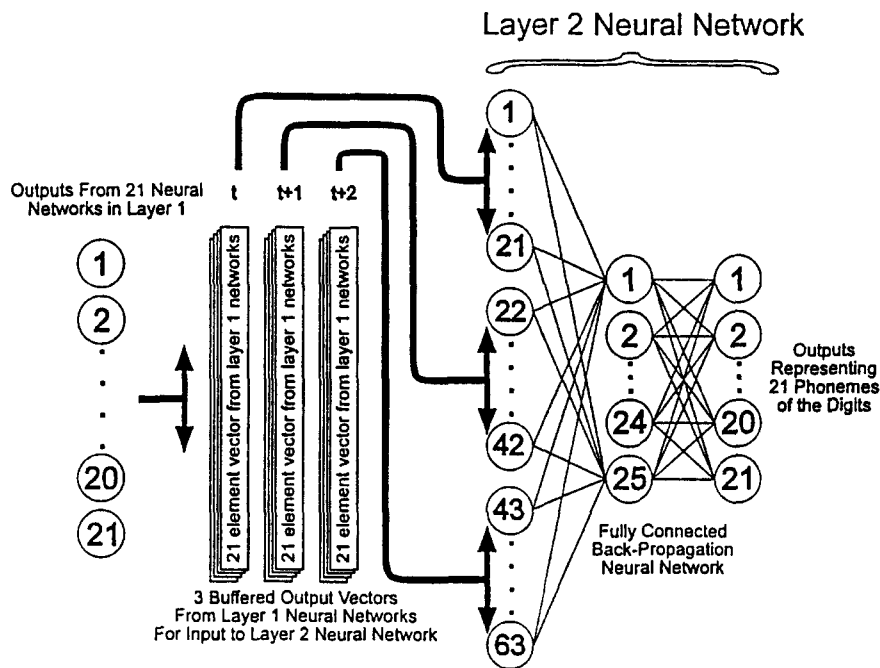 Layer 2 Neural Network
Outputs From 21 Neural
Networks in Layer 1
t
t+1
t+2
1
2
20
21
21 element vector from layer 1 networks
21 element vector from layer 1 networks
21 element vector from layer 1 networks
3 Buffered Output Vectors
From Layer 1 Neural Networks
For Input to Layer 2 Neural Network
1
21
22
42
43
63
1
2
24
25
Fully Connected
Back-Propagation
Neural Network
1
2
20
21
Outputs
Representing
21 Phonemes
of the Digits